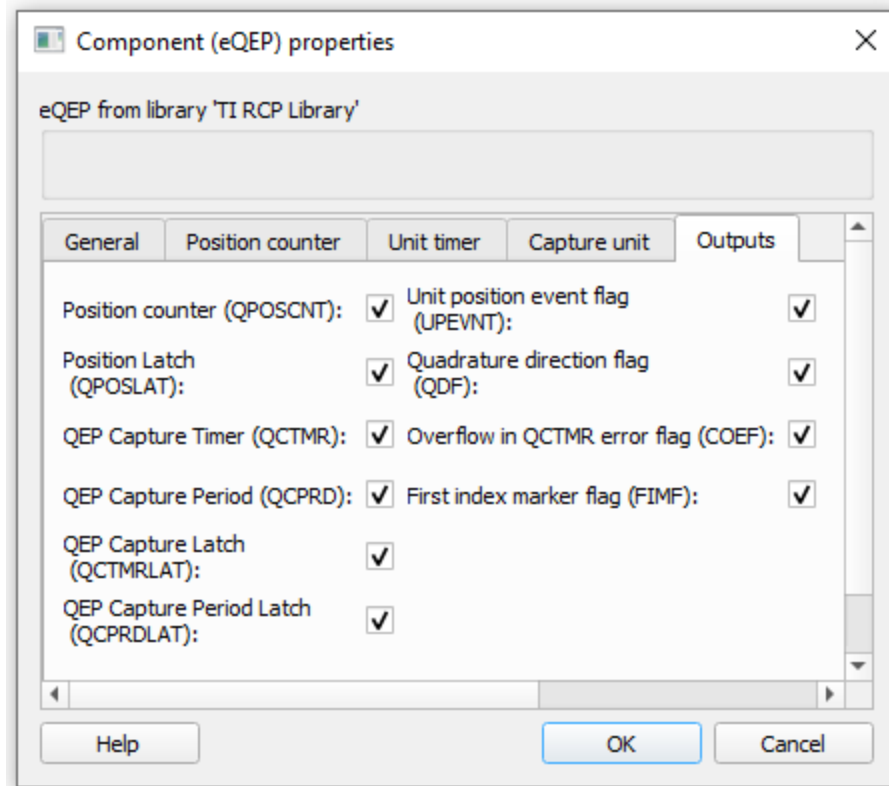 Component (eQEP) properties
eQEP from library 'TI RCP Library'
General Position counter Unit timer Capture unit Outputs
Position counter (QPOSCNT):
Unit position event flag
(UPEVNT):
Position Latch
(QPOSLAT):
Quadrature direction flag
(QDF):
QEP Capture Timer (QCTMR):
Overflow in QCTMR error flag (COEF):
QEP Capture Period (QCPRD):
First index marker flag (FIMF):
QEP Capture Latch
(QCTMRLAT):
QEP Capture Period Latch
(QCPRDLAT):
Help OK Cancel